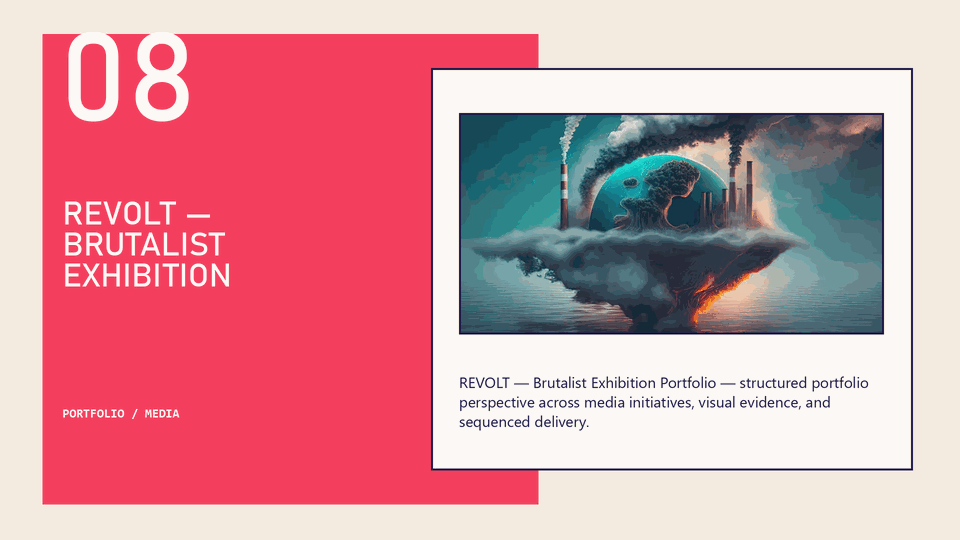 08
REVOLT —
BRUTALIST
EXHIBITION
PORTFOLIO / MEDIA
REVOLT — Brutalist Exhibition Portfolio — structured portfolio
perspective across media initiatives, visual evidence, and
sequenced delivery.